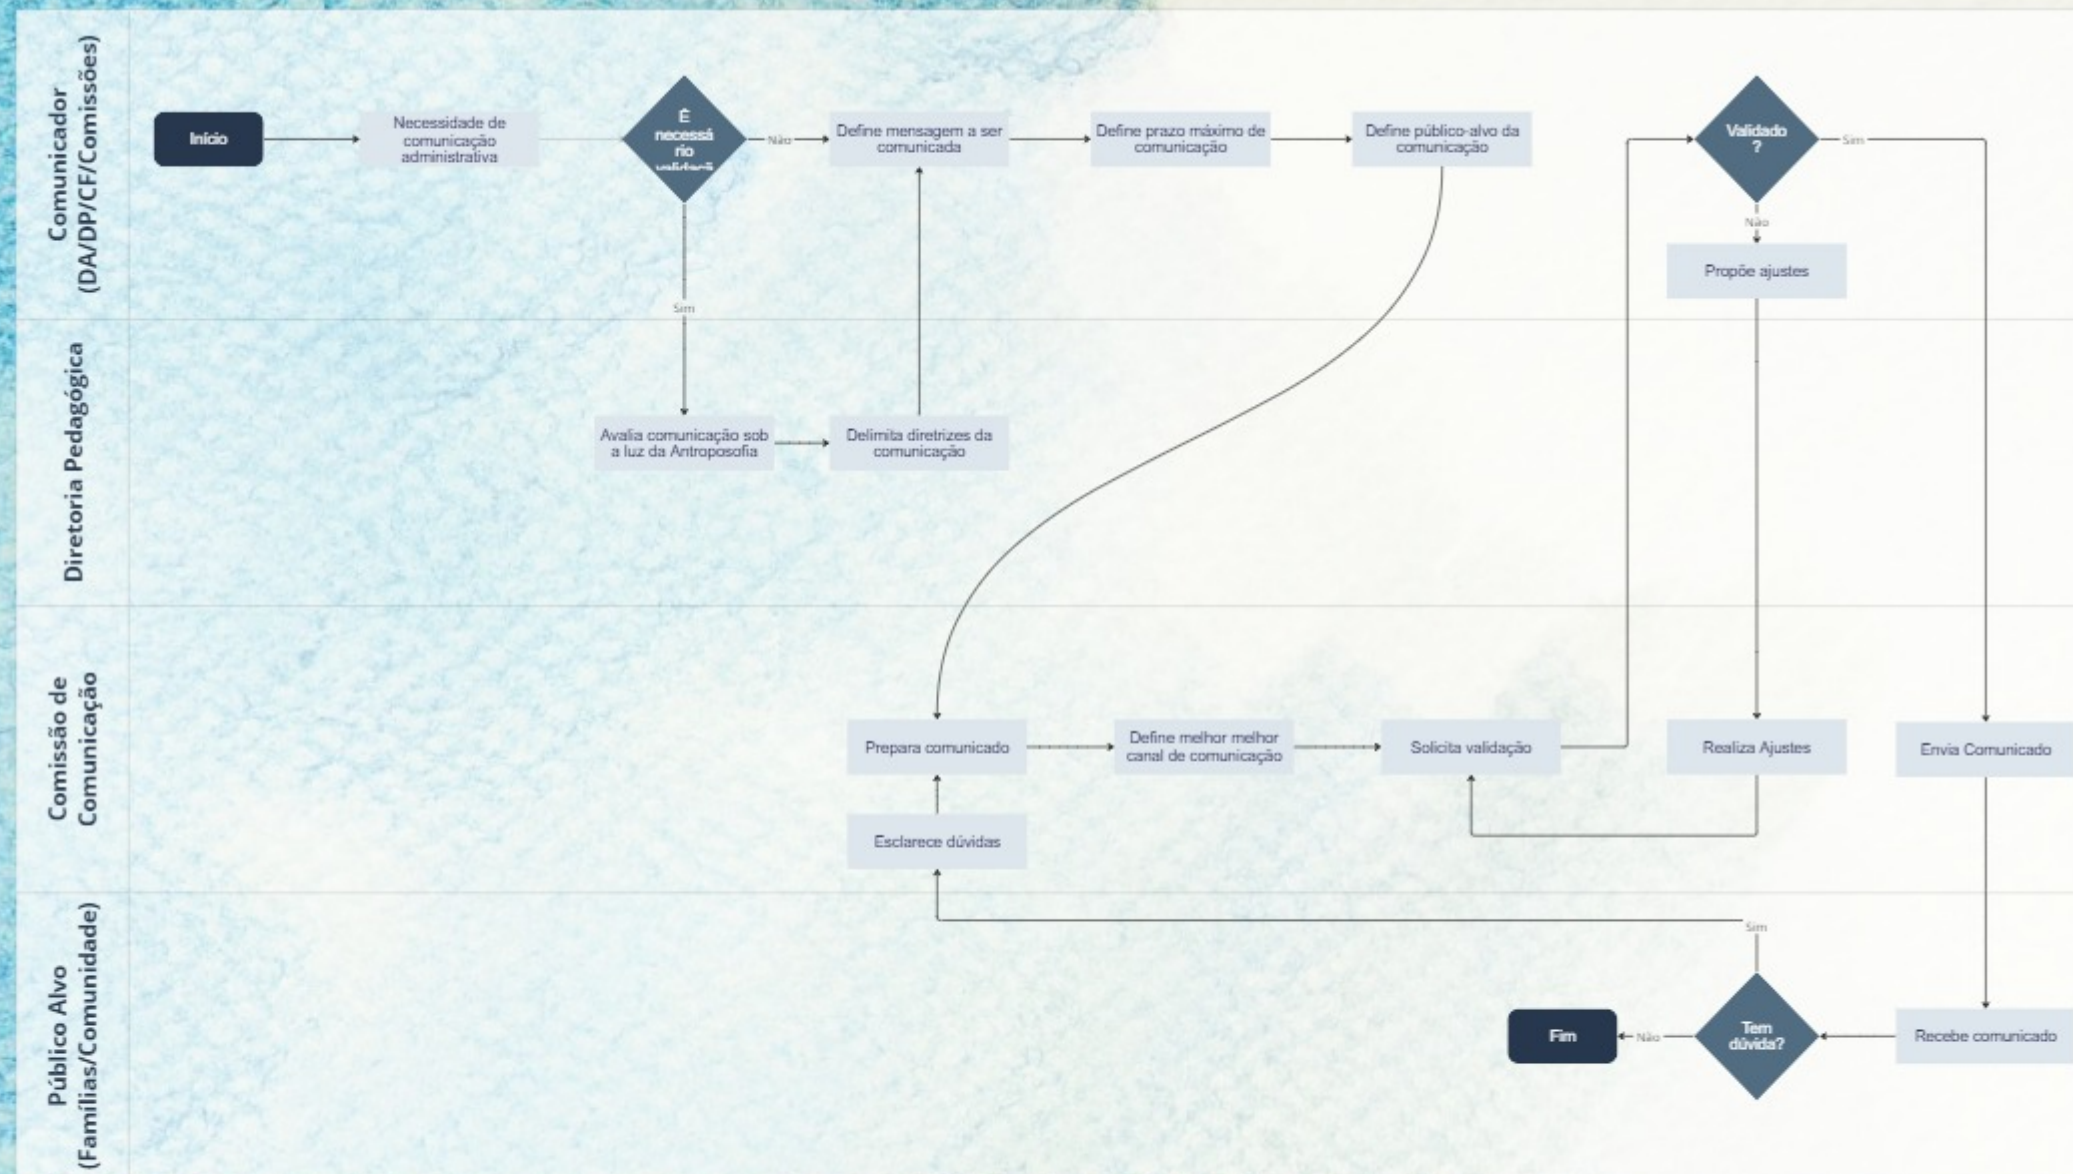 Comunicador
(DA/DP/CF/Comissões)
Início
Necessidade de
comunicação
administrativa
É
necessá
rio
validaçã
Não
Define mensagem a ser
comunicada
Define prazo máximo de
comunicação
Define público-alvo da
comunicação
Validado
?
Sim
Não
Propõe ajustes
Sim
Diretoria Pedagógica
Avalia comunicação sob
a luz da Antroposofia
Delimita diretrizes da
comunicação
Comissão de
Comunicação
Prepara comunicado
Define melhor melhor
canal de comunicação
Solicita validação
Realiza Ajustes
Envia Comunicado
Esclarece dúvidas
Público Alvo
(Famílias/Comunidade)
Sim
Fim
Não
Tem
dúvida?
Recebe comunicado